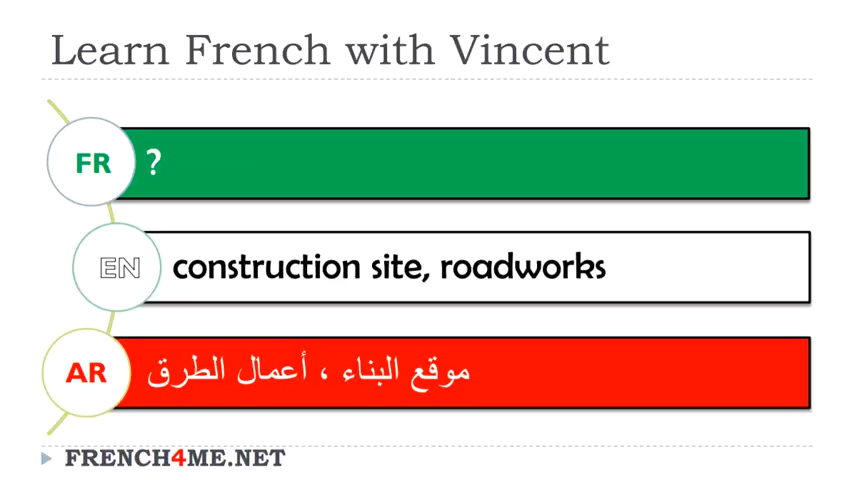 Learn French with Vincent
FR
?
EN
construction site, roadworks
AR
موقع البناء ، أعمال الطرق
FRENCH4ME.NET